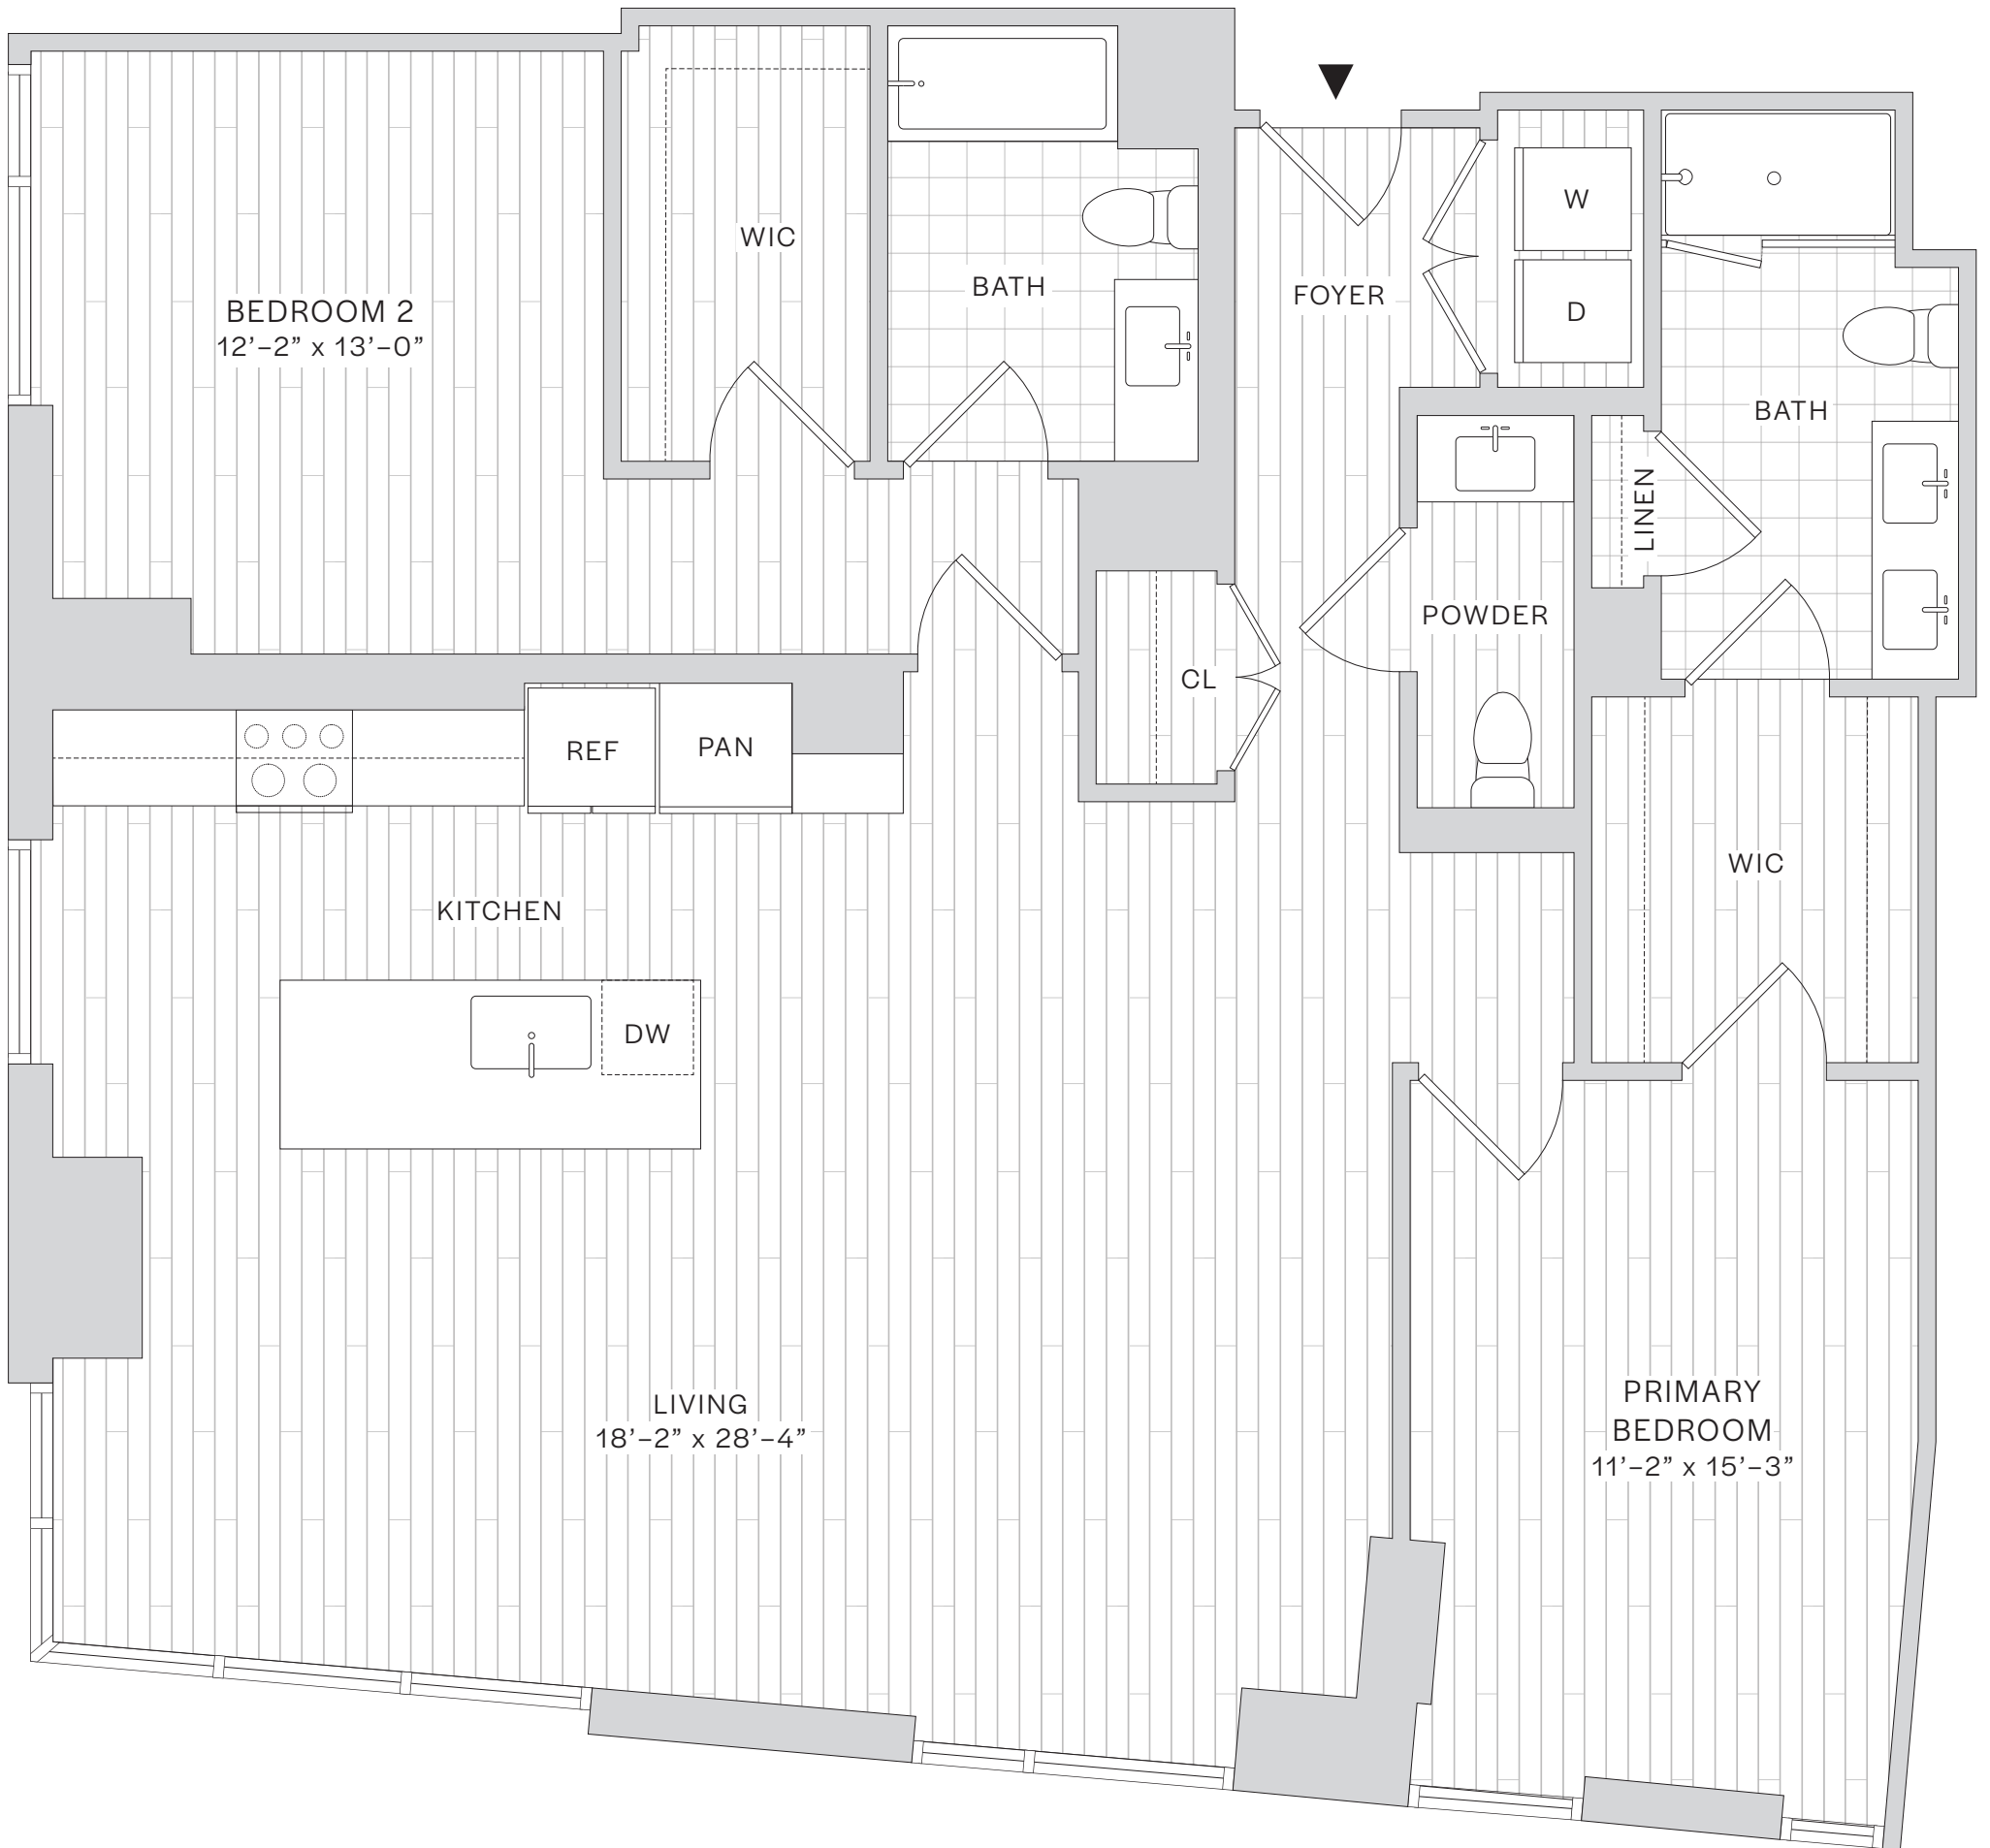 BEDROOM 2
12’–2” x 13’–0”
WIC
BATH
FOYER
W
D
BATH
LINEN
POWDER
CL
REF
PAN
WIC
KITCHEN
DW
LIVING
18’–2” x 28’–4”
PRIMARY
BEDROOM
11’–2” x 15’–3”